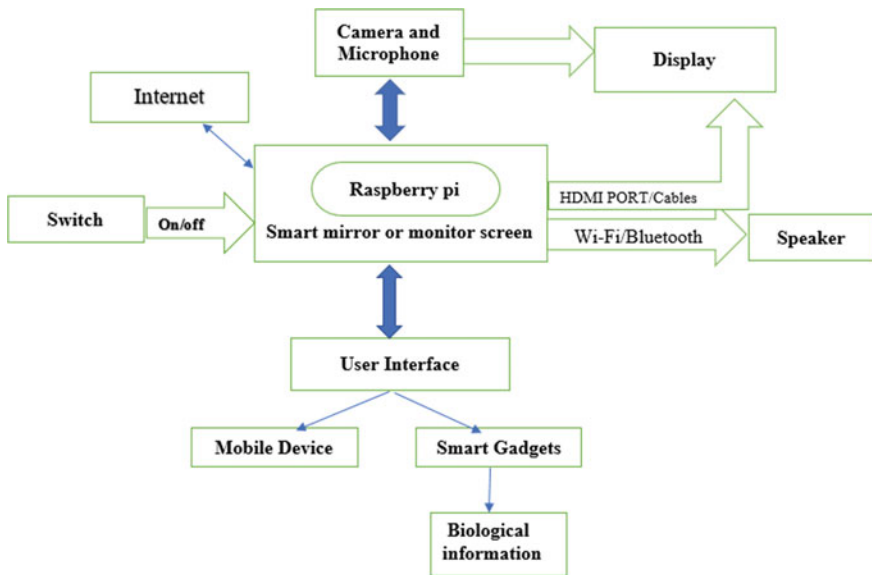 Camera and
Microphone
Display
Internet
Raspberry pi
Smart mirror or monitor screen
HDMI PORT/Cables
Switch
On/off
Wi-Fi/Bluetooth
Speaker
User Interface
Mobile Device
Smart Gadgets
Biological
information